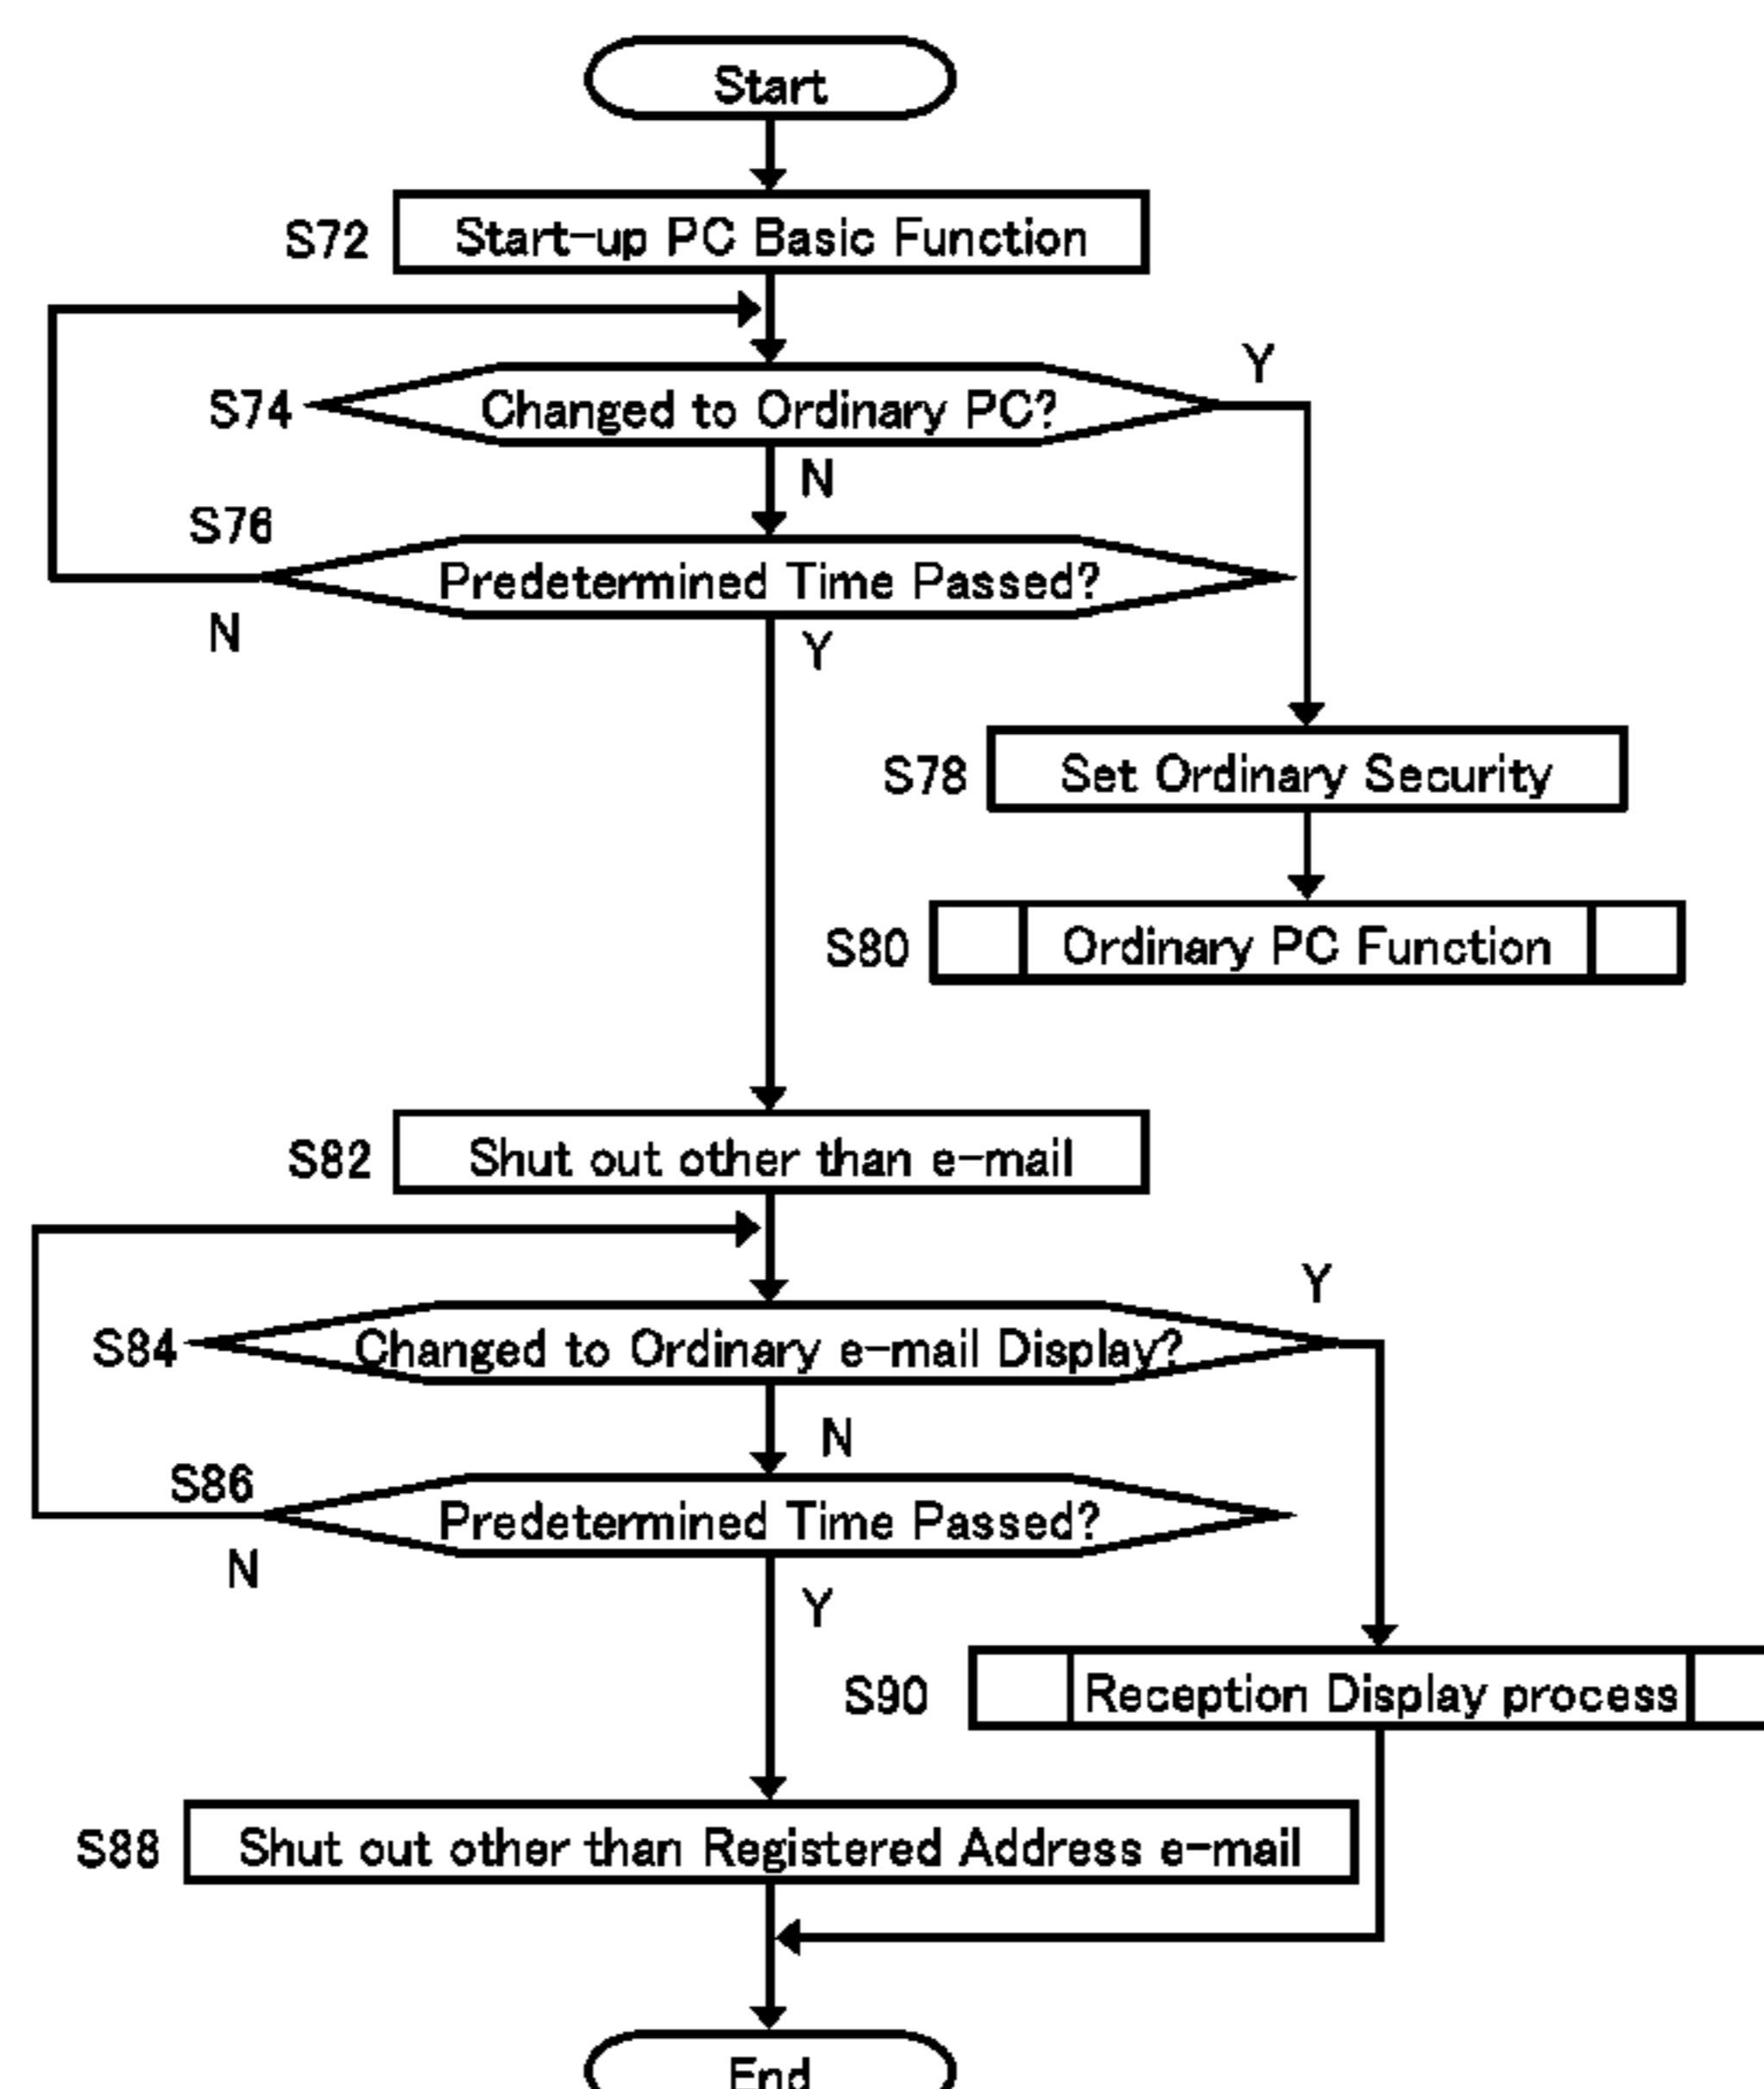 Start
S72 Start-up PC Basic Function
Y
S74 Changed to Ordinary PC?
N
S76
Predetermined Time Passed?
N
Y
S78 Set Ordinary Security
S80 Ordinary PC Function
S82 Shut out other than e-mail
Y
S84 Changed to Ordinary e-mail Display?
N
S86
Predetermined Time Passed?
N
Y
S90 Reception Display process
S88 Shut out other than Registered Address e-mail
End